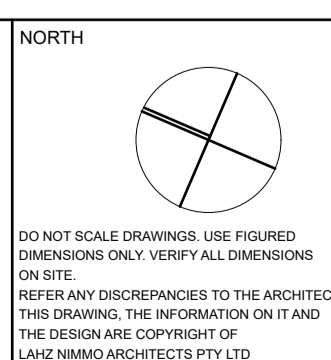 NORTH
DO NOT SCALE DRAWINGS. USE FIGURED
DIMENSIONS ONLY. VERIFY ALL DIMENSIONS
ON SITE.
REFER ANY DISCREPANCIES TO THE ARCHITEC
THIS DRAWING, THE INFORMATION ON IT AND
THE DESIGN ARE COPYRIGHT OF
LAHZ NIMMO ARCHITECTS PTY LTD